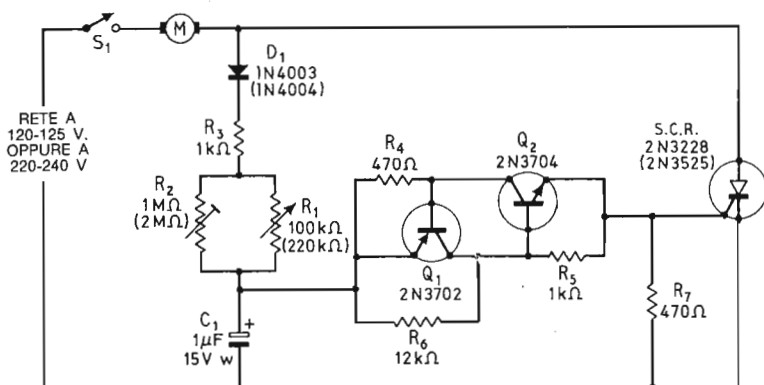 S1
M
D1
1N4003
(1N4004)
RETE A
120-125 V.
OPPURE A
220-240 V
R3
1kΩ
R2
1MΩ
(2MΩ)
R1
100kΩ
(220kΩ)
R4
470Ω
Q2
2N3704
S.C.R.
2N3228
(2N3525)
Q1
2N3702
R5
1kΩ
R6
12kΩ
R7
470Ω
C1
1µF
15V w
+